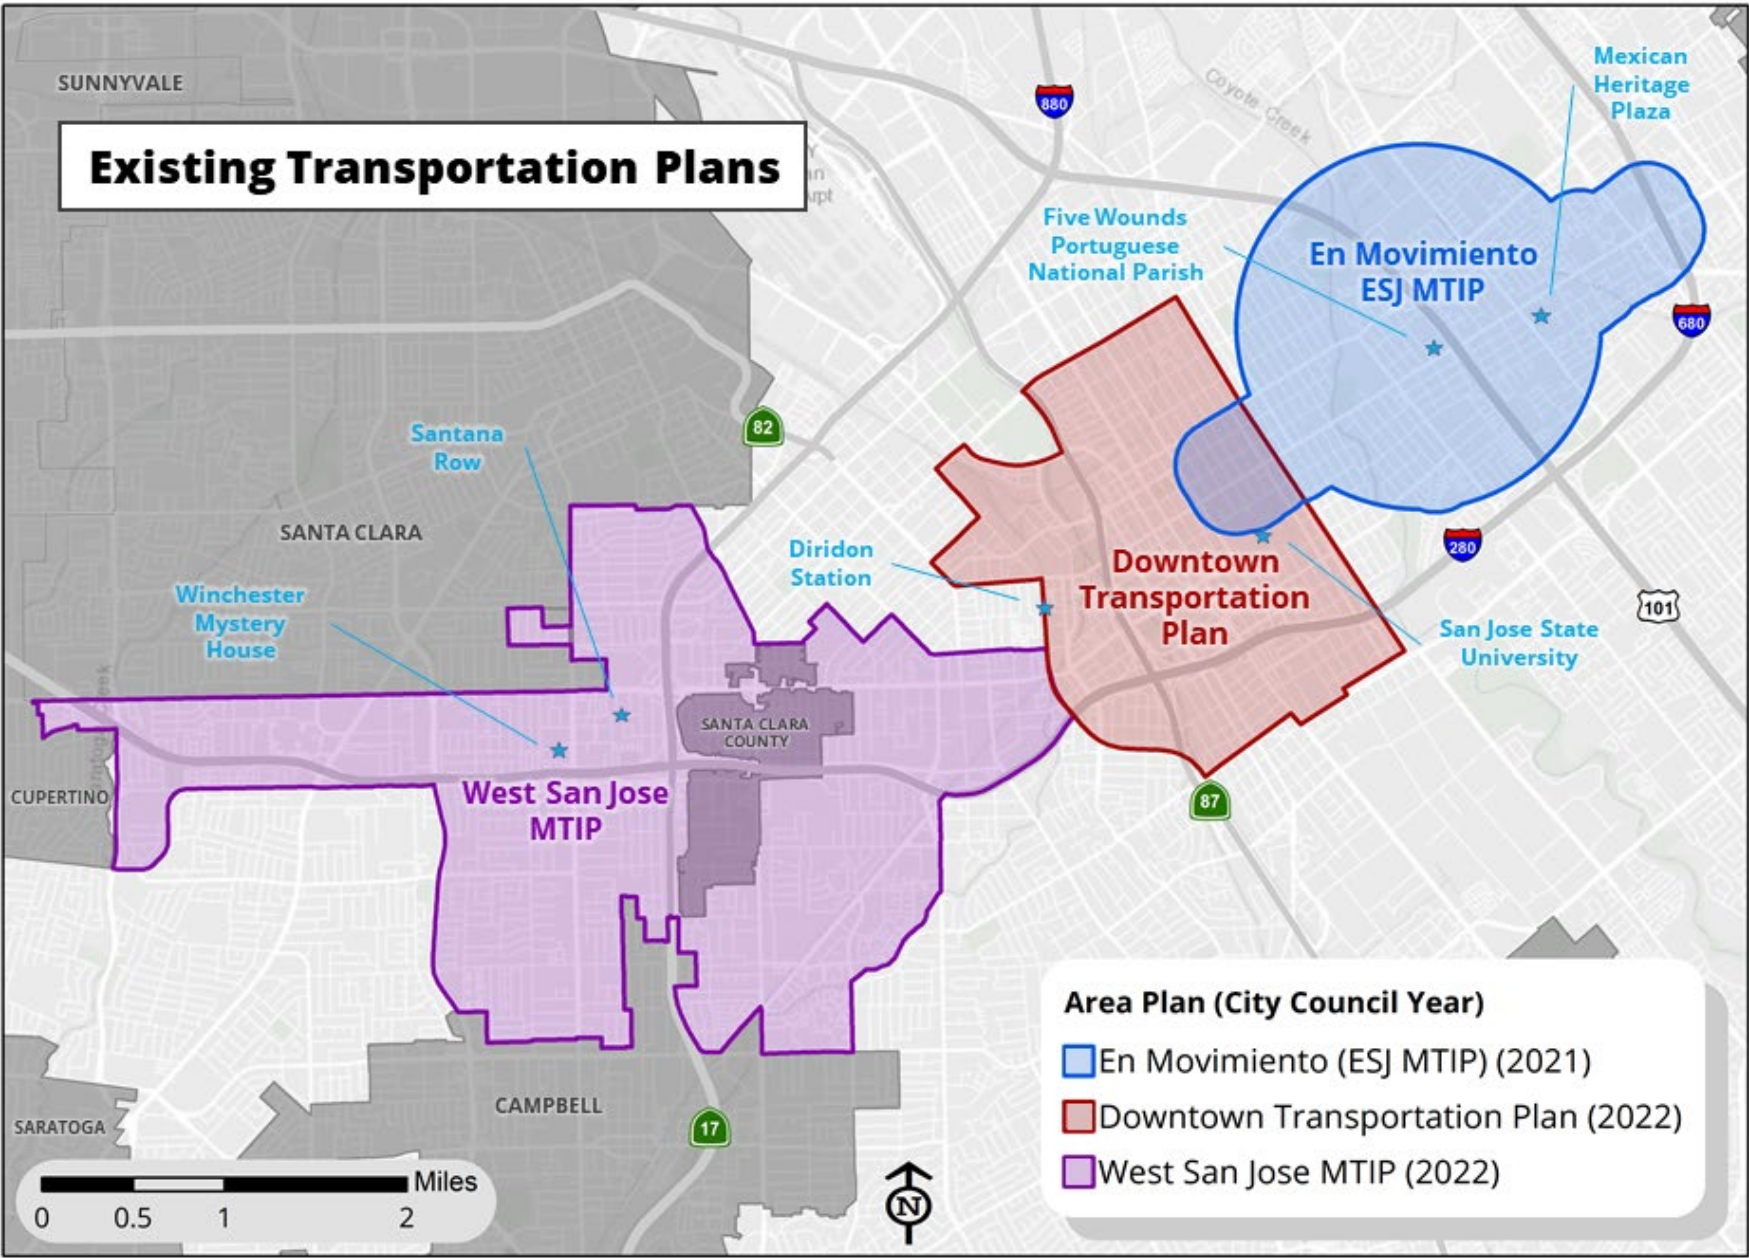 SUNNYVALE
Existing Transportation Plans
880
Coyote Creek
Mexican
Heritage
Plaza
Five Wounds
Portuguese
National Parish
En Movimiento
ESJ MTIP
680
82
Santana
Row
SANTA CLARA
Diridon
Station
Downtown
Transportation
Plan
280
101
San Jose State
University
Winchester
Mystery
House
SANTA CLARA
COUNTY
CUPERTINO
West San Jose
MTIP
87
CAMPBELL
SARATOGA
17
Area Plan (City Council Year)
En Movimiento (ESJ MTIP) (2021)
Downtown Transportation Plan (2022)
West San Jose MTIP (2022)
Miles
0 0.5 1 2
N